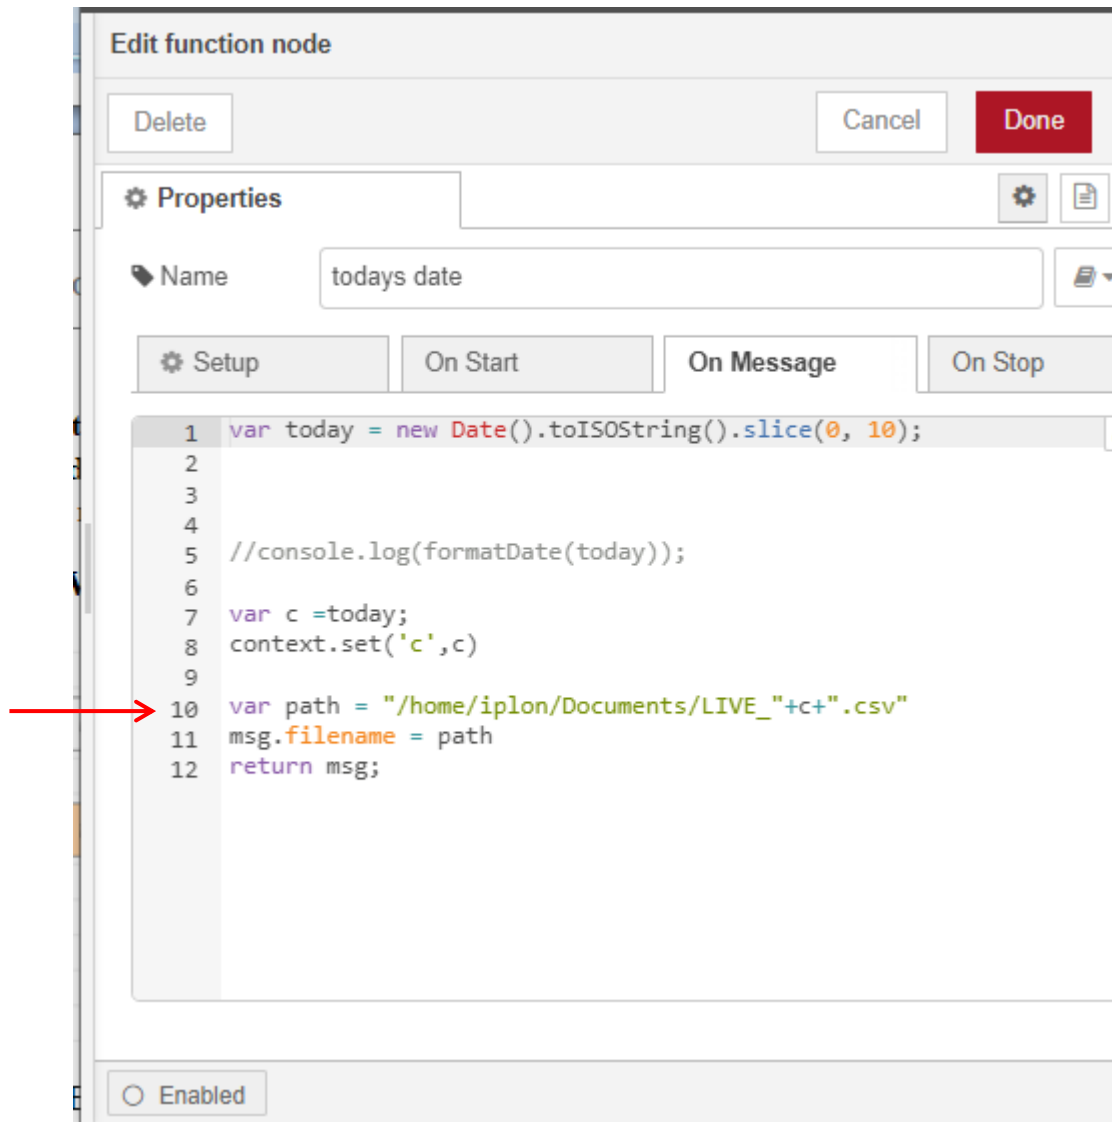 Edit function node
Delete
Cancel
Done
Properties
Name
todays date
Setup
On Start
On Message
On Stop
1 var today = new Date().toISOString().slice(0, 10);
2
3
4
5 //console.log(formatDate(today));
6
7 var c =today;
8 context.set('c',c)
9
10 var path = "/home/iplon/Documents/LIVE_"+c+".csv"
11 msg.filename = path
12 return msg;
Enabled